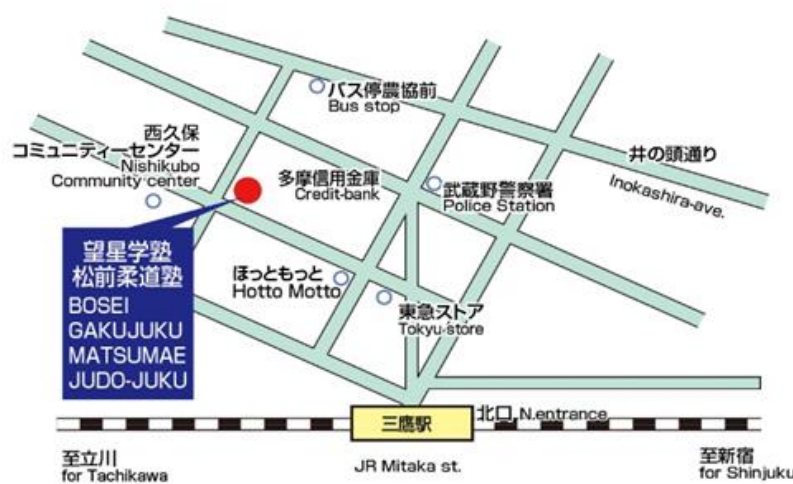 バス停農協前
Bus stop
西久保
コミュニティーセンター
Nishikubo
Community center
井の頭通り
Inokashira-ave.
多摩信用金庫
Credit-bank
武蔵野警察署
Police Station
望星学塾
松前柔道塾
BOSEI
GAKUJUKU
MATSUMAE
JUDO-JUKU
ほっともっと
Hotto Motto
東急ストア
Tokyu store
三鷹駅
北口 N.entrance
至立川
for Tachikawa
JR Mitaka st.
至新宿
for Shinjuku